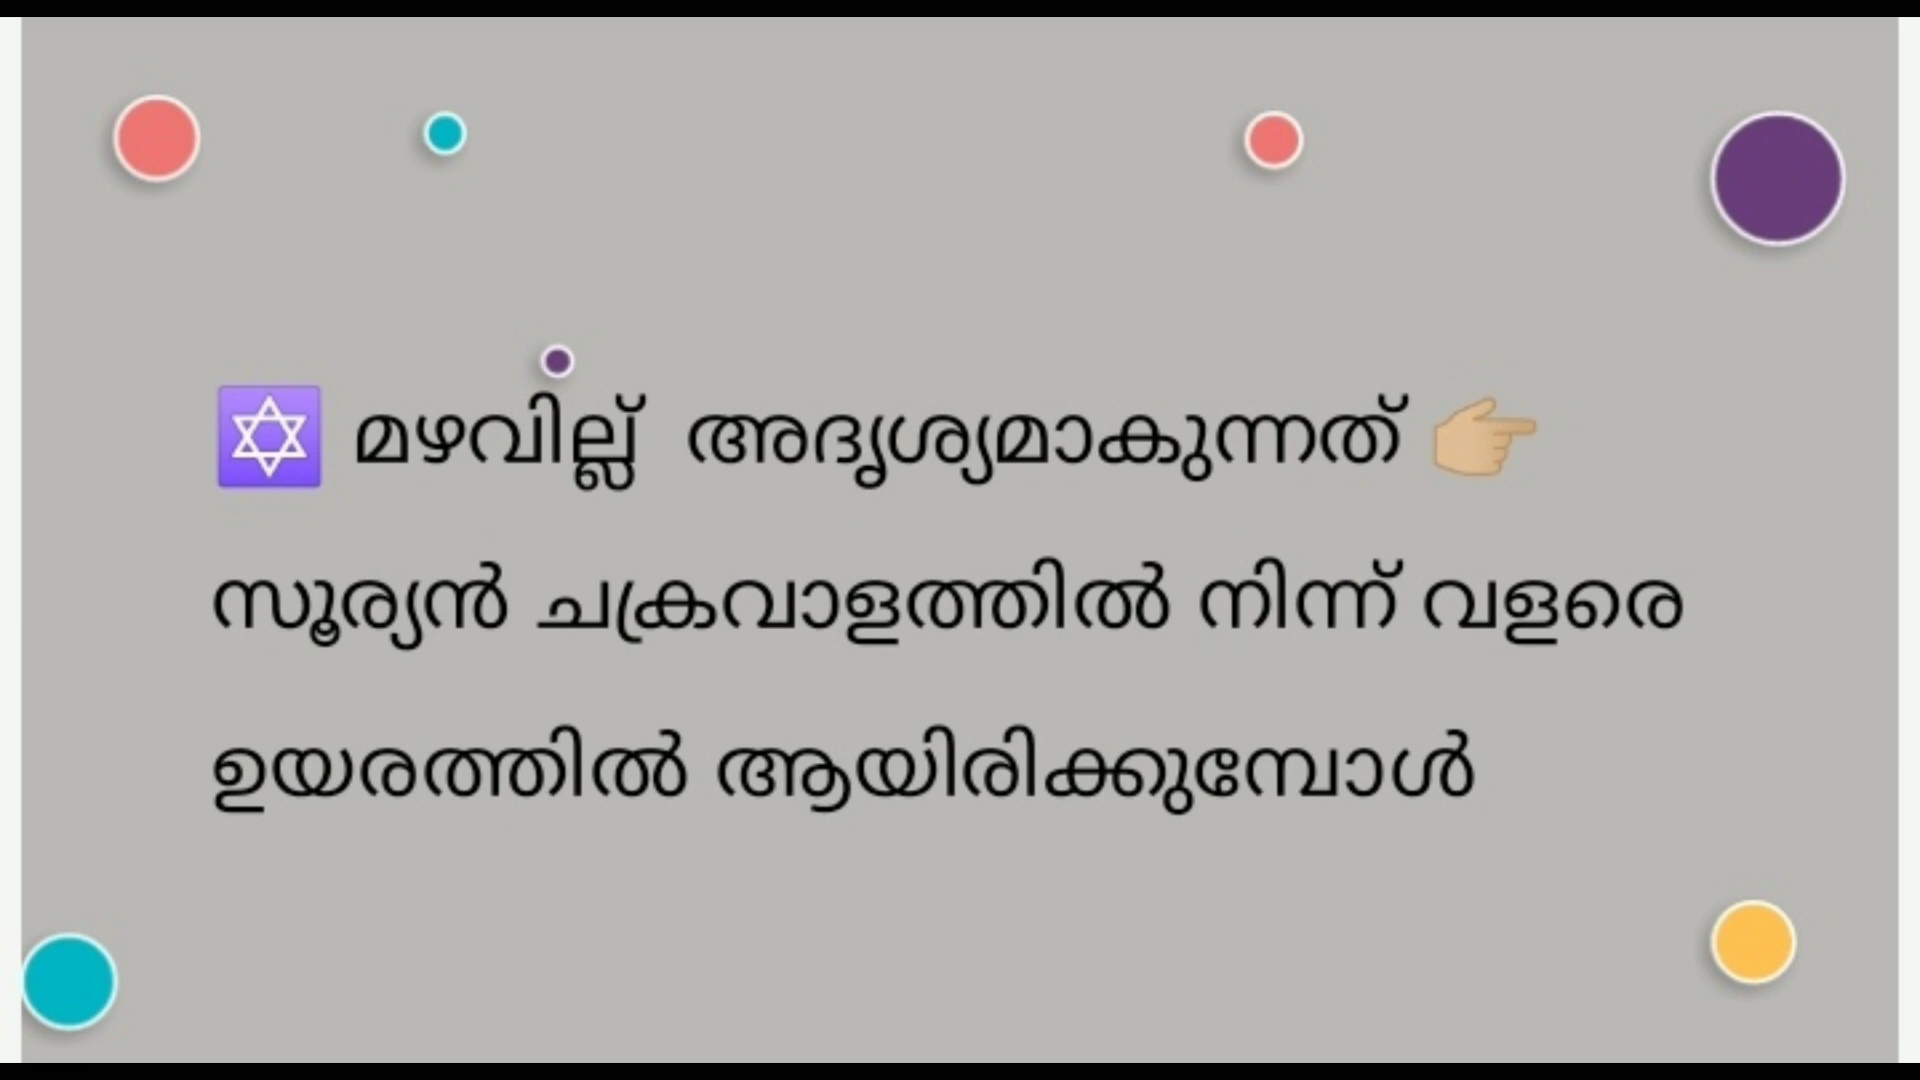 ✡️ മഴവില്ല് അദൃശ്യമാകുന്നത് 👉🏼
സൂര്യൻ ചക്രവാളത്തിൽ നിന്ന് വളരെ
ഉയരത്തിൽ ആയിരിക്കുമ്പോൾ